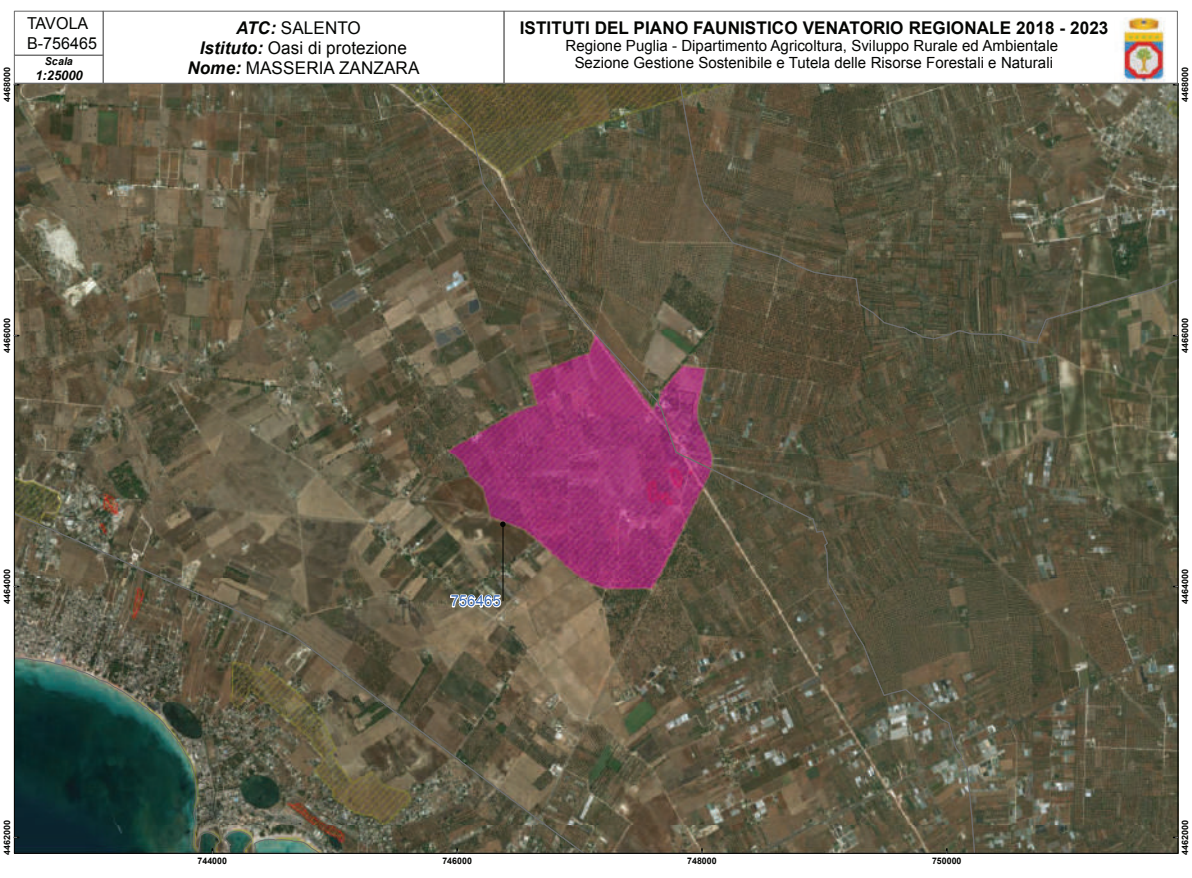 TAVOLA
B-756465
Scala
1:25000
ATC: SALENTO
Istituto: Oasi di protezione
Nome: MASSERIA ZANZARA
ISTITUTI DEL PIANO FAUNISTICO VENATORIO REGIONALE 2018 - 2023
Regione Puglia - Dipartimento Agricoltura, Sviluppo Rurale ed Ambientale
Sezione Gestione Sostenibile e Tutela delle Risorse Forestali e Naturali
4468000
4468000
4466000
4466000
4464000
4464000
756465
4462000
4462000
744000
746000
748000
750000